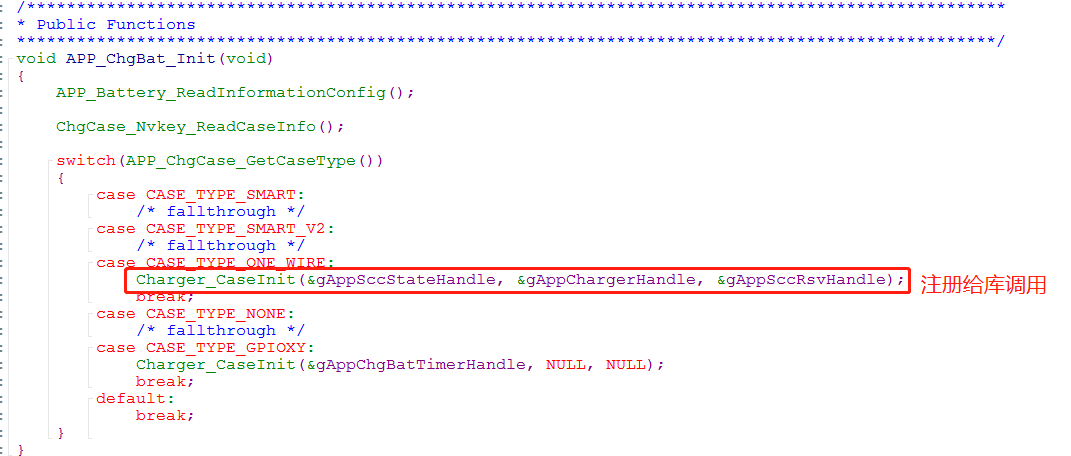 /**************************************************************************************************
* Public Functions
**************************************************************************************************/
void APP_ChgBat_Init(void)
{
    APP_Battery_ReadInformationConfig();

    ChgCase_Nvkey_ReadCaseInfo();

    switch(APP_ChgCase_GetCaseType())
    {
        case CASE_TYPE_SMART:
            /* fallthrough */
        case CASE_TYPE_SMART_V2:
            /* fallthrough */
        case CASE_TYPE_ONE_WIRE:
            Charger_CaseInit(&gAppSccStateHandle, &gAppChargerHandle, &gAppSccRsvHandle); 注册给库调用
            break;
        case CASE_TYPE_NONE:
            /* fallthrough */
        case CASE_TYPE_GPIOXY:
            Charger_CaseInit(&gAppChgBatTimerHandle, NULL, NULL);
            break;
        default:
            break;
    }
}